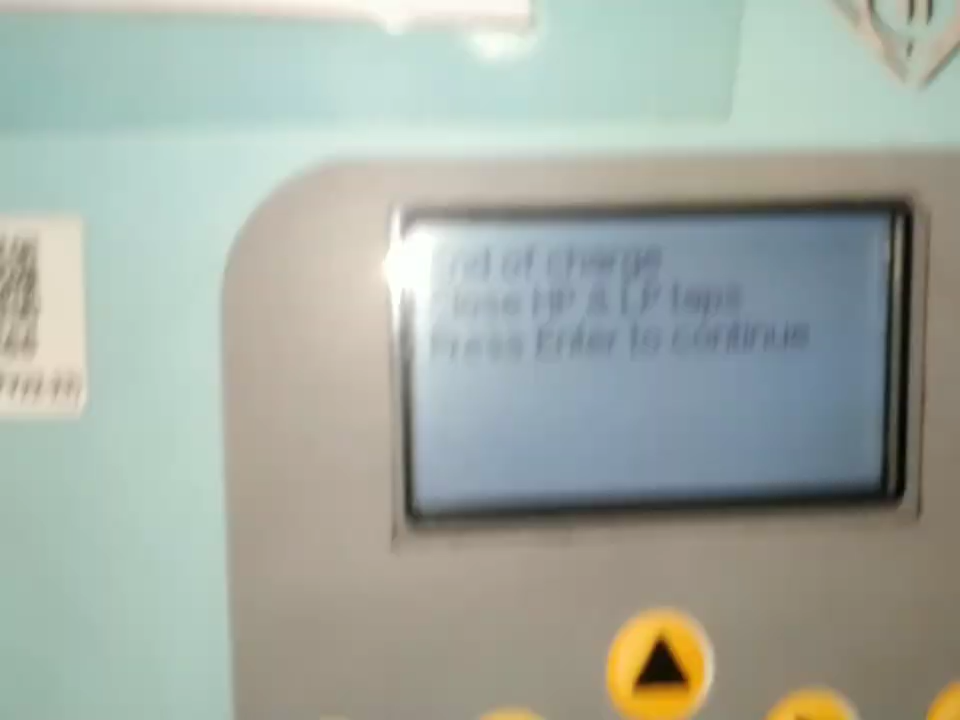 End of charge
Close HP & LP taps
Press Enter to continue